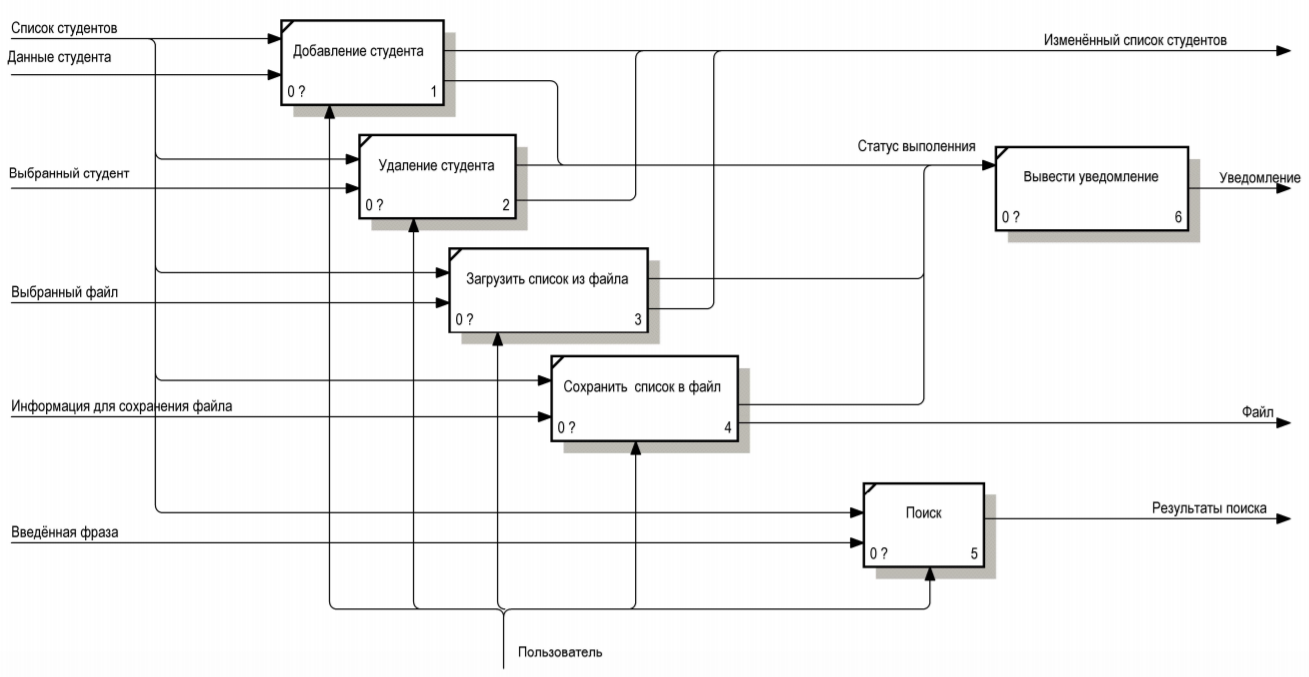 Список студентов
Данные студента
Добавление студента
0 ? 1
Изменённый список студентов
Выбранный студент
Удаление студента
0 ? 2
Статус выполенния
Вывести уведомление
0 ? 6
Уведомление
Выбранный файл
Загрузить список из файла
0 ? 3
Информация для сохранения файла
Сохранить список в файл
0 ? 4
Файл
Введённая фраза
Поиск
0 ? 5
Результаты поиска
Пользователь